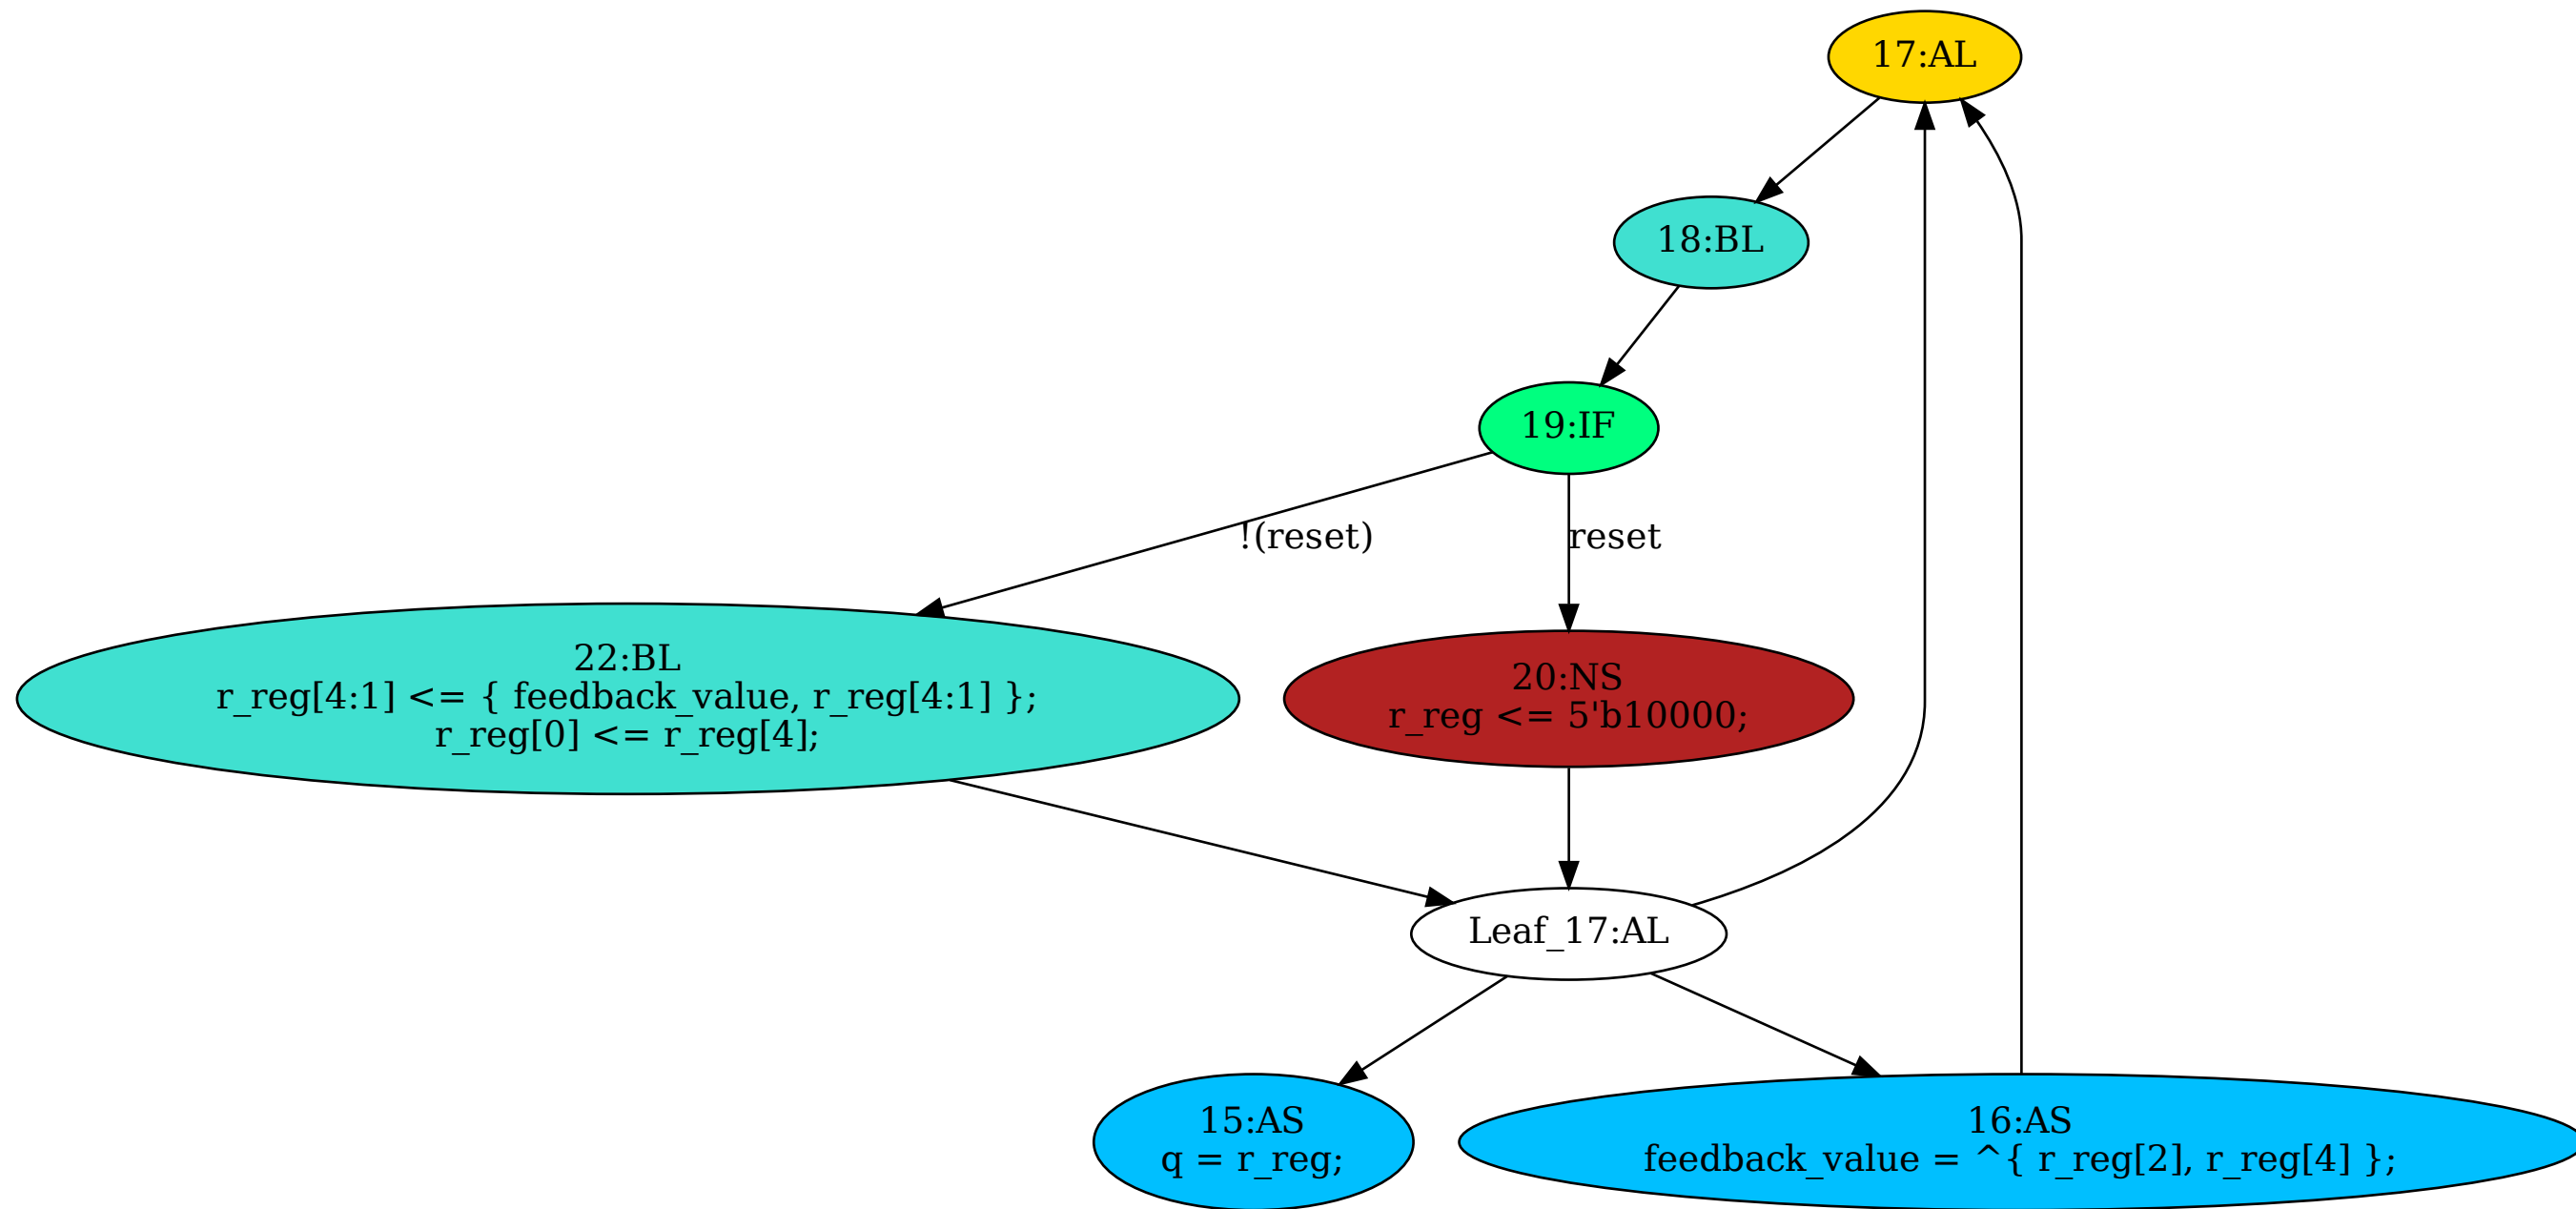 17:AL
18:BL
19:IF
!(reset)
reset
22:BL
r_reg[4:1] <= { feedback_value, r_reg[4:1] };
r_reg[0] <= r_reg[4];
20:NS
r_reg <= 5'b10000;
Leaf_17:AL
15:AS
q = r_reg;
16:AS
feedback_value = ^{ r_reg[2], r_reg[4] };